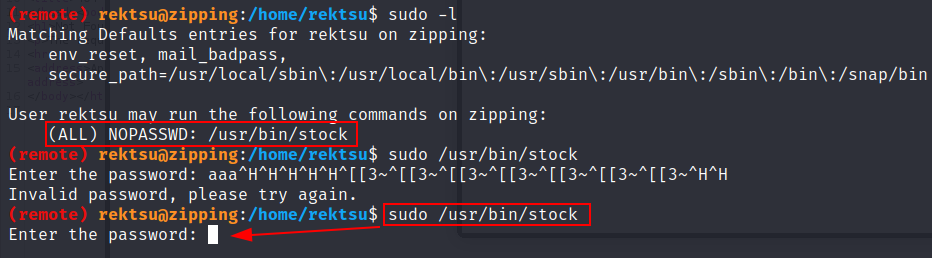 (remote) rektsu@zipping:/home/rektsu$ sudo -l
Matching Defaults entries for rektsu on zipping:
    env_reset, mail_badpass,
    secure_path=/usr/local/sbin\:/usr/local/bin\:/usr/sbin\:/usr/bin\:/sbin\:/bin\:/snap/bin
User rektsu may run the following commands on zipping:
    (ALL) NOPASSWD: /usr/bin/stock
(remote) rektsu@zipping:/home/rektsu$ sudo /usr/bin/stock
Enter the password: aaa^H^H^H^H^H^[[3~^[[3~^[[3~^[[3~^[[3~^[[3~^[[3~^[[3~^H^H
Invalid password, please try again.
(remote) rektsu@zipping:/home/rektsu$ sudo /usr/bin/stock
Enter the password: